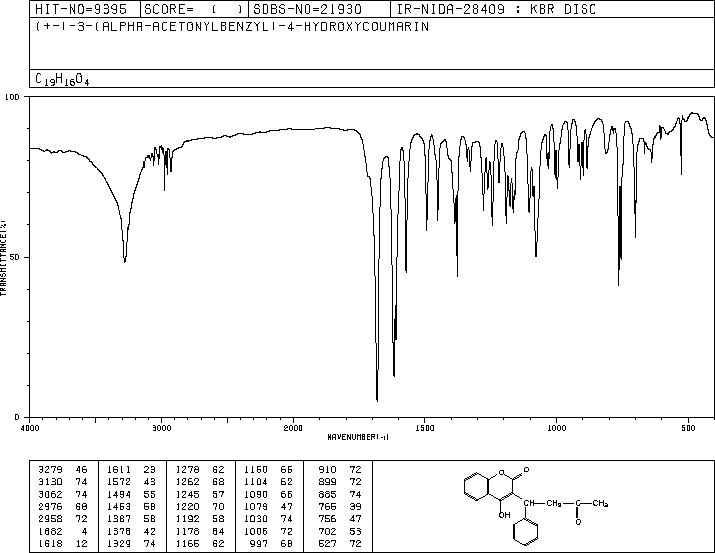 HIT-NO=9395 SCORE= ( ) SDBS-NO=21930 IR-NIDA-28409 : KBR DISC
(+-)-3-(ALPHA-ACETONYLBENZYL)-4-HYDROXYCOUMARIN
C19H16O4
100
50
0
TRANSMITTANCE(%)
4000 3000 2000 1500 1000 500
WAVENUMBER(-1)
3279 46 1611 23 1278 62 1160 66 910 72
3130 74 1572 43 1262 68 1104 62 899 72
3062 74 1494 55 1245 57 1090 66 885 74
2976 68 1463 58 1220 70 1079 47 766 39
2958 72 1387 58 1192 58 1030 74 756 47
1682 4 1378 42 1178 64 1006 72 702 53
1618 12 1329 74 1165 62 997 68 527 72
O O
CH CH2 C CH3
OH O